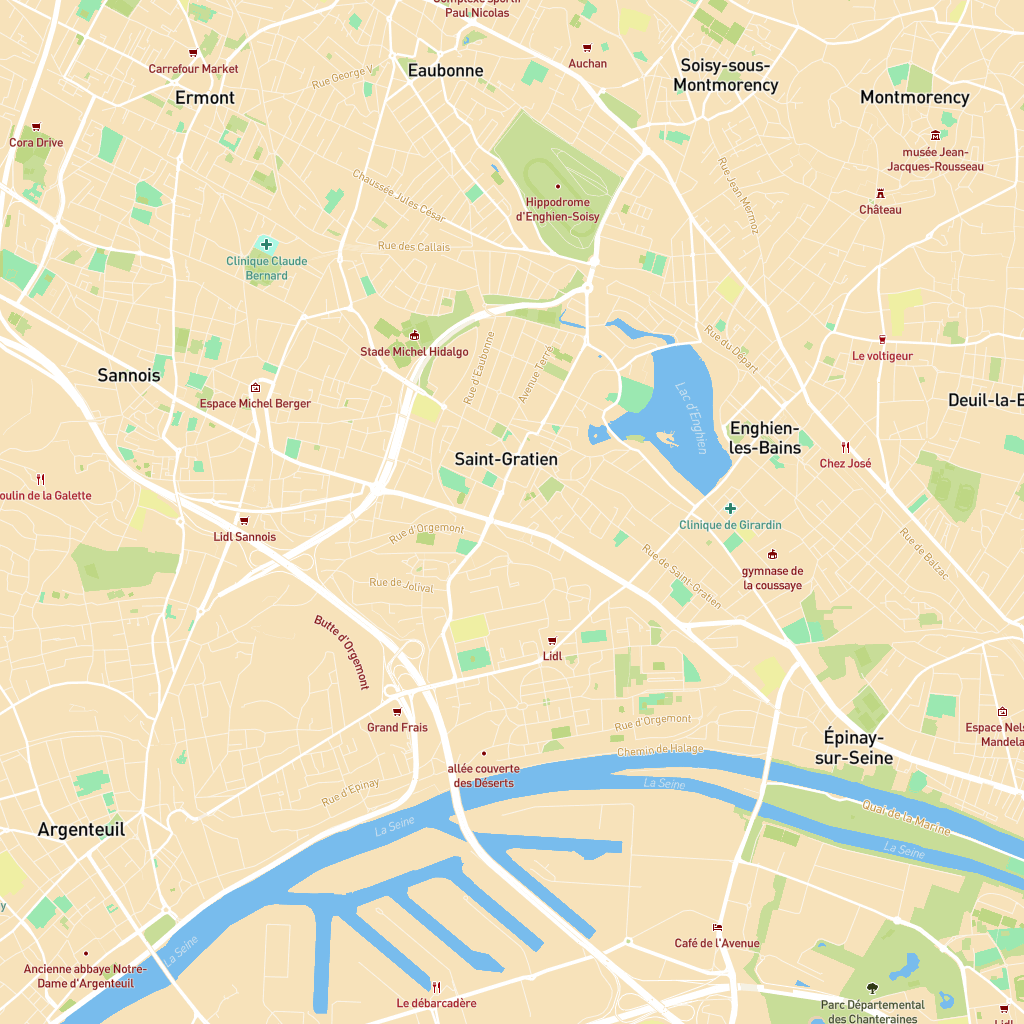 Paul Nicolas
Carrefour Market
Eaubonne
Auchan
Soisy-sous-
Montmorency
Rue George V
Ermont
Montmorency
Cora Drive
musée Jean-
Jacques-Rousseau
Chaussée Jules César
Hippodrome
d'Enghien-Soisy
Rue Jean Mermoz
Château
Rue des Callais
Clinique Claude
Bernard
Stade Michel Hidalgo
Rue d'Eaubonne
Avenue Terré
Rue du Départ
Le voltigeur
Sannois
Espace Michel Berger
Lac d'Enghien
Deuil-la-B
Enghien-
les-Bains
Saint-Gratien
Chez José
oulin de la Galette
Lidl Sannois
Rue d'Orgemont
Clinique de Girardin
Rue de Balzac
Rue de Saint-Gratien
gymnase de
la coussaye
Rue de Jolival
Butte d'Orgemont
Lidl
Grand Frais
Rue d'Orgemont
Espace Nels
Mandela
Épinay-
sur-Seine
Chemin de Halage
allée couverte
des Déserts
La Seine
Rue d'Epinay
Quai de la Marine
Argenteuil
La Seine
La Seine
La Seine
Café de l'Avenue
Ancienne abbaye Notre-
Dame d'Argenteuil
Le débarcadère
Parc Départemental
des Chanteraines
Lidl